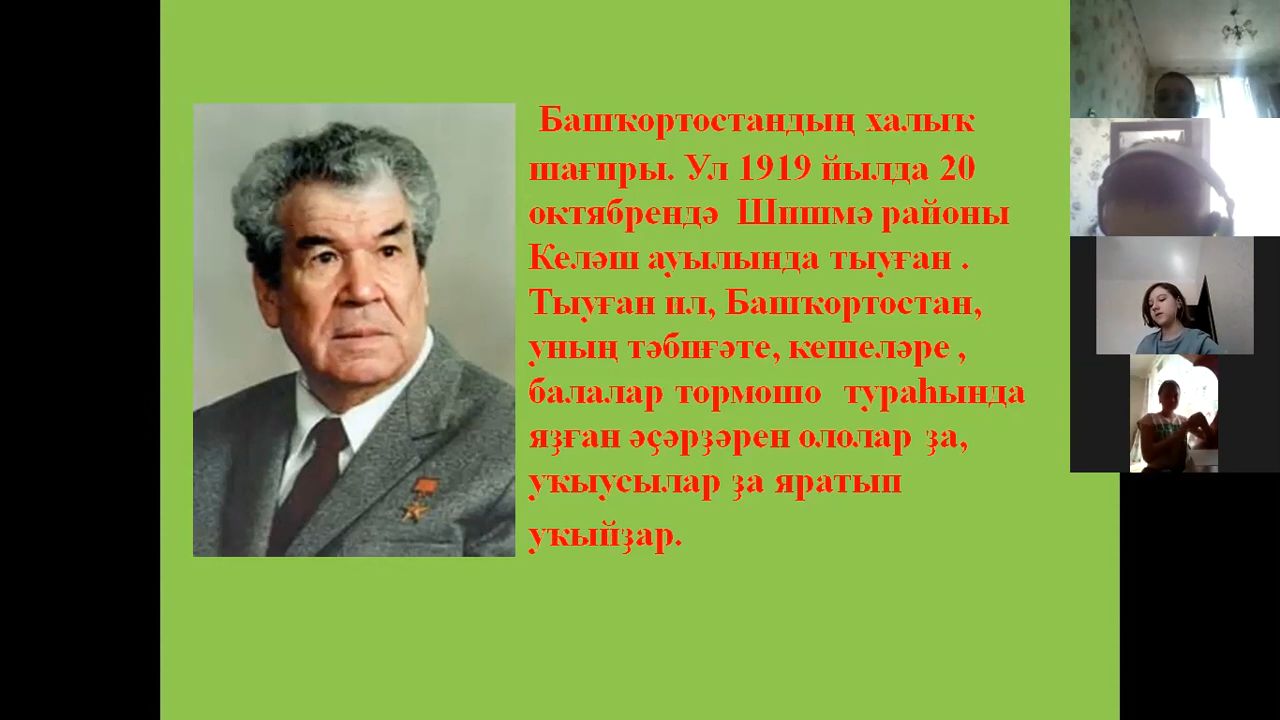 Башҡортостандың халыҡ
шағиры. Ул 1919 йылда 20
октябрендә Шишмә районы
Келәш ауылында тыуған .
Тыуған ил, Башҡортостан,
уның тәбиғәте, кешеләре ,
балалар тормошо тураһында
яҙған әҫәрҙәрен ололар ҙа,
уҡыусылар ҙа яратып
уҡыйҙар.